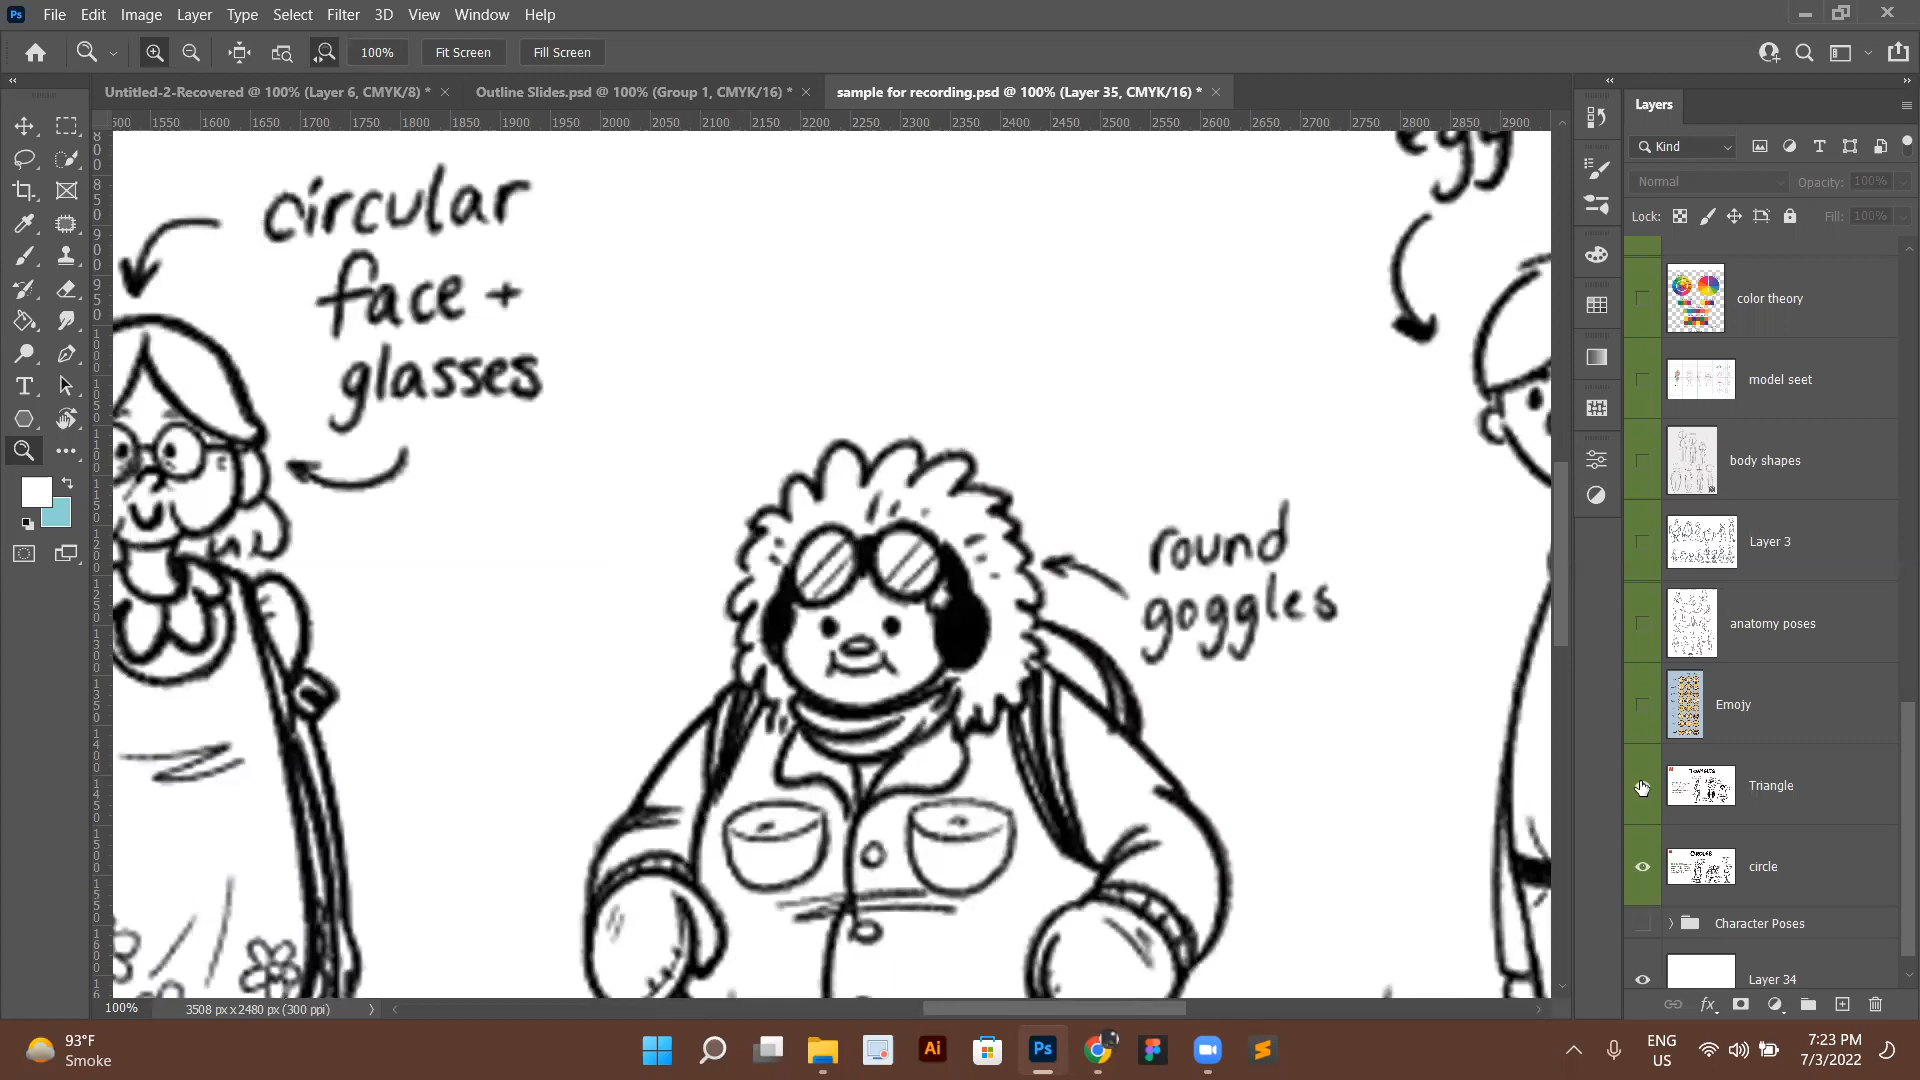 Ps File Edit Image Layer Type Select Filter 3D View Window Help
100% Fit Screen Fill Screen
Untitled-2-Recovered @ 100% (Layer 6, CMYK/8) *
Outline Slides.psd @ 100% (Group 1, CMYK/16) *
sample for recording.psd @ 100% (Layer 35, CMYK/16) *
1550 1600 1650 1700 1750 1800 1850 1900 1950 2000 2050 2100 2150 2200 2250 2300 2350 2400 2450 2500 2550 2600 2650 2700 2750 2800 2850 2900
Layers
Kind
Normal Opacity: 100%
Lock: Fill: 100%
color theory
model seet
body shapes
Layer 3
anatomy poses
Emojy
Triangle
circle
Character Poses
Layer 34
circular
face +
glasses
round
goggles
egg
100% 3508 px x 2480 px (300 ppi)
93°F
Smoke
Ai
Ps
ENG
US
7:23 PM
7/3/2022